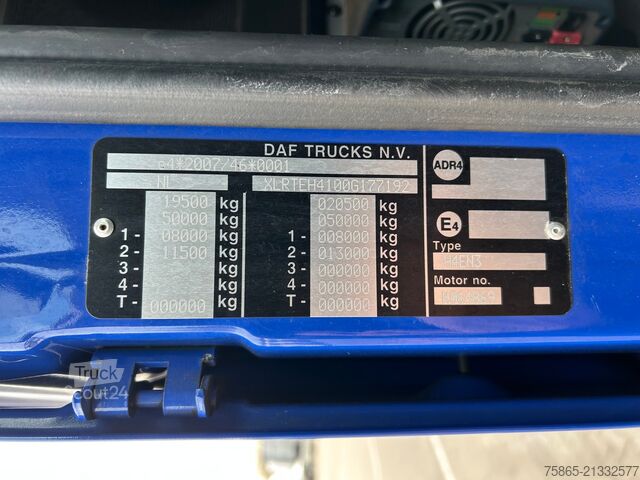 DAF TRUCKS N.V.
e4*2007/46*0001
NL XLRTEH4100G177192
19500 kg 020500 kg
50000 kg 050000 kg
1- 08000 kg 1- 008000 kg
2- 11500 kg 2- 013000 kg
3- kg 3- 000000 kg
4- kg 4- 000000 kg
T- 000000 kg T- 000000 kg
ADR4
E4
Type
H4EN3
Motor no.
Truck
Scout24
75865-21332577